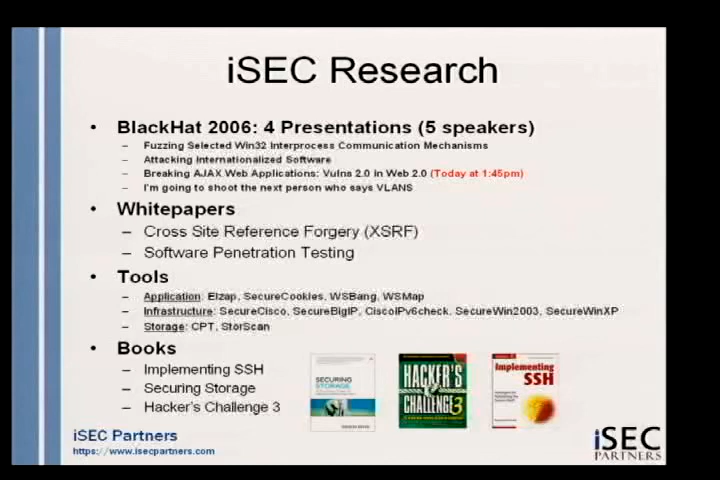 iSEC Research
• BlackHat 2006: 4 Presentations (5 speakers)
– Fuzzing Selected Win32 Interprocess Communication Mechanisms
– Attacking Internationalized Software
– Breaking AJAX Web Applications: Vulns 2.0 in Web 2.0 (Today at 1:45pm)
– I'm going to shoot the next person who says VLANS
• Whitepapers
– Cross Site Reference Forgery (XSRF)
– Software Penetration Testing
• Tools
– Application: Elzap, SecureCookies, WSBang, WSMap
– Infrastructure: SecureCisco, SecureBigIP, CiscoIPv6check, SecureWin2003, SecureWinXP
– Storage: CPT, StorScan
• Books
– Implementing SSH
– Securing Storage
– Hacker's Challenge 3
SECURING
STORAGE
HACKER'S
CHALLENGE 3
Implementing
SSH
iSEC Partners
https://www.isecpartners.com
iSEC
PARTNERS